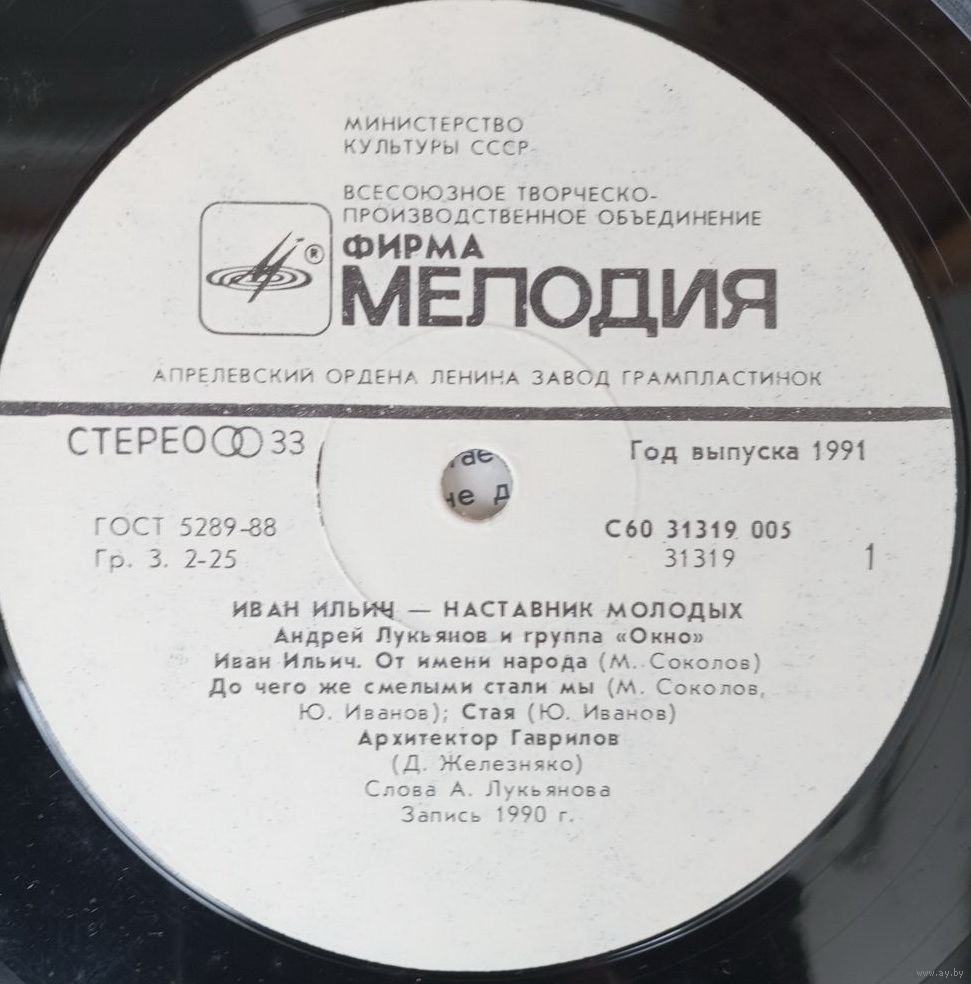 МИНИСТЕРСТВО
КУЛЬТУРЫ СССР
ВСЕСОЮЗНОЕ ТВОРЧЕСКО-
ПРОИЗВОДСТВЕННОЕ ОБЪЕДИНЕНИЕ
®
ФИРМА
МЕЛОДИЯ
АПРЕЛЕВСКИЙ ОРДЕНА ЛЕНИНА ЗАВОД ГРАМПЛАСТИНОК
СТЕРЕО 33
Год выпуска 1991
ГОСТ 5289-88
Гр. 3. 2-25
С60 31319 005
31319
1
ИВАН ИЛЬИЧ — НАСТАВНИК МОЛОДЫХ
Андрей Лукьянов и группа «Окно»
Иван Ильич. От имени народа (М. Соколов)
До чего же смелыми стали мы (М. Соколов,
Ю. Иванов); Стая (Ю. Иванов)
Архитектор Гаврилов
(Д. Железняко)
Слова А. Лукьянова
Запись 1990 г.
www.ay.by